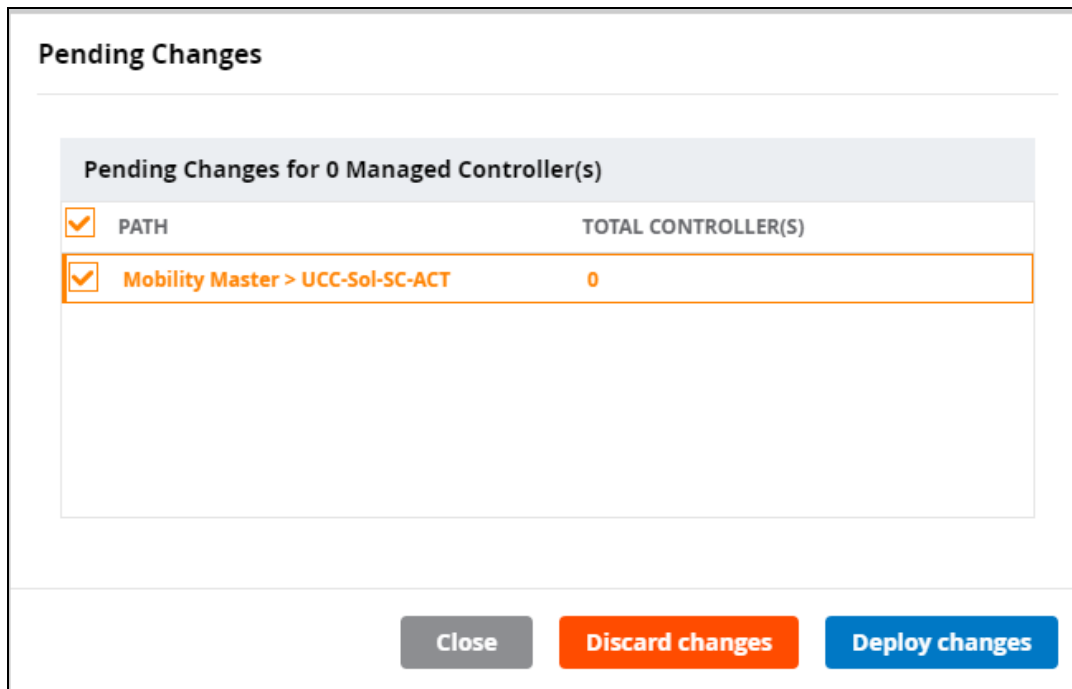 Pending Changes
Pending Changes for 0 Managed Controller(s)
PATH TOTAL CONTROLLER(S)
Mobility Master > UCC-Sol-SC-ACT 0
Close Discard changes Deploy changes